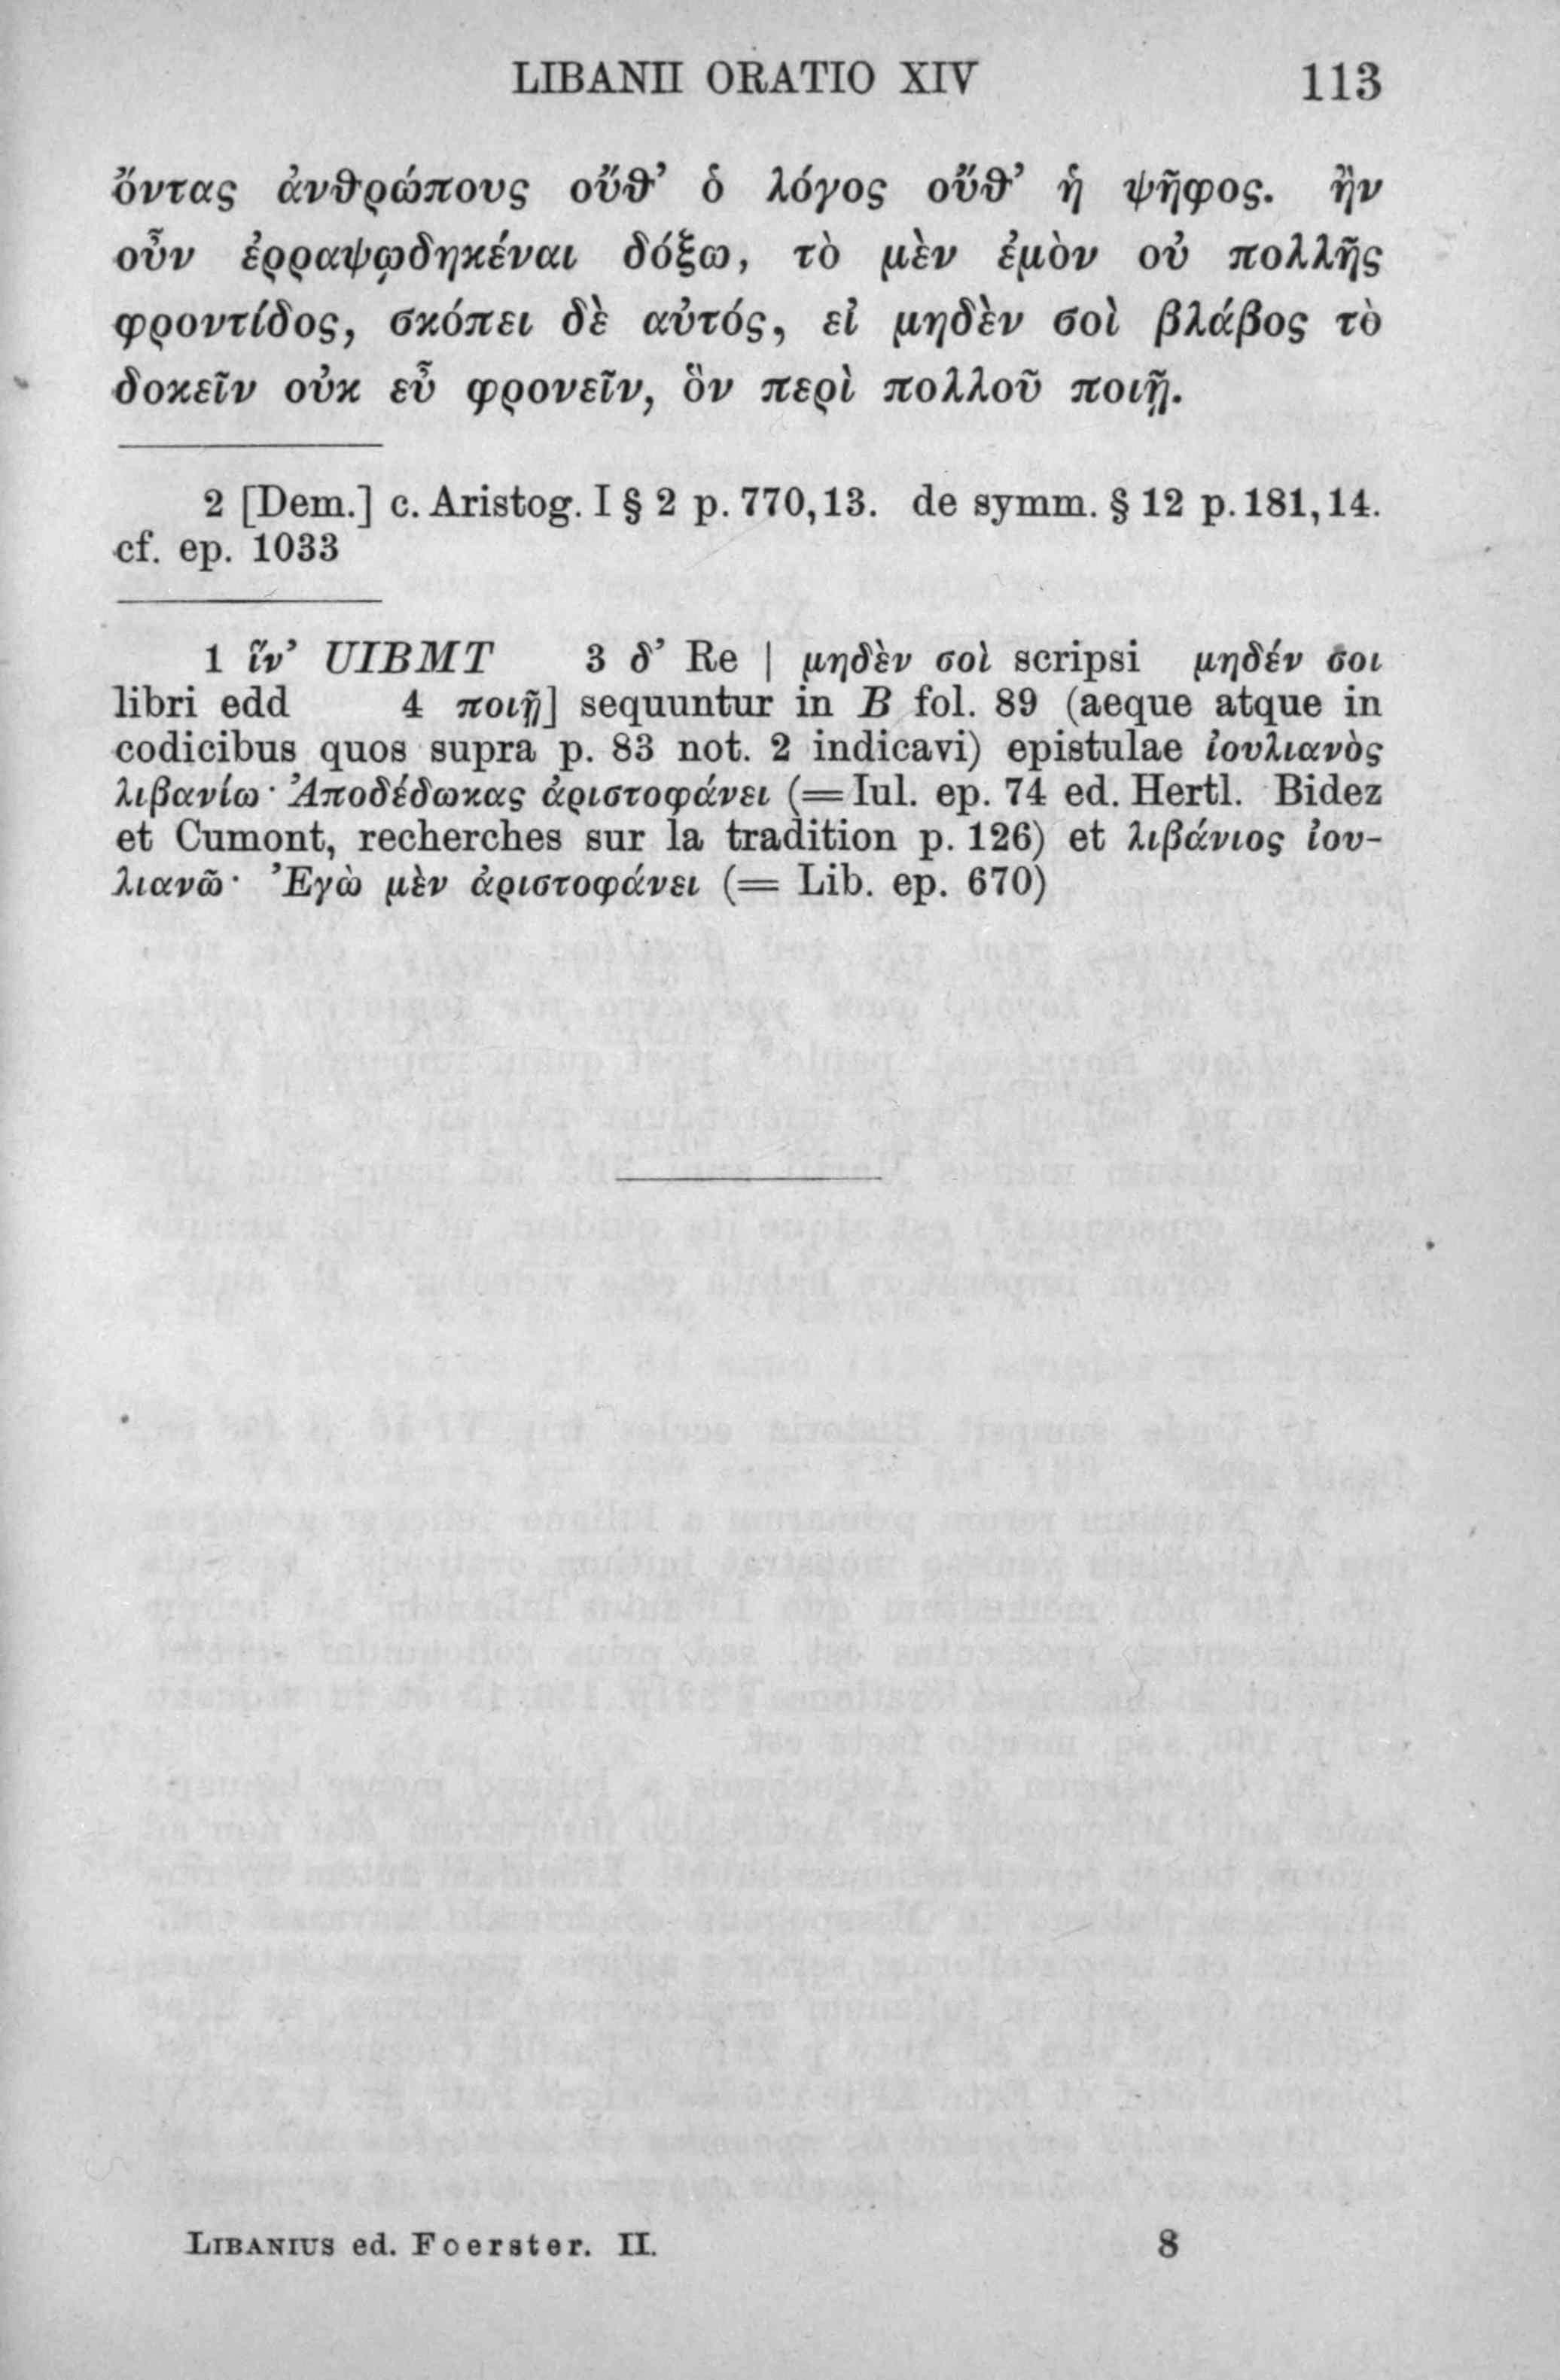 LIBANII ORATIO XIV 113
ὄντας ἀνθρώπους οὔθ’ ὁ λόγος οὔθ’ ἡ ψῆφος. ἢν
οὖν ἐρραψῳδηκέναι δόξω, τὸ μὲν ἐμὸν οὐ πολλῆς
φροντίδος, σκόπει δὲ αὐτός, εἰ μηδὲν σοὶ βλάβος τὸ
δοκεῖν οὐκ εὖ φρονεῖν, ὃν περὶ πολλοῦ ποιῇ.
2 [Dem.] c. Aristog. I § 2 p. 770,13. de symm. § 12 p. 181,14.
cf. ep. 1033
1 ἵν’ UIBMT 3 δ’ Re | μηδὲν σοὶ scripsi μηδέν σοι
libri edd 4 ποιῇ] sequuntur in B fol. 89 (aeque atque in
codicibus quos supra p. 83 not. 2 indicavi) epistulae ἰουλιανὸς
λιβανίω· Ἀποδέδωκας ἀριστοφάνει (= Iul. ep. 74 ed. Hertl. Bidez
et Cumont, recherches sur la tradition p. 126) et λιβάνιος ἰου-
λιανῶ· Ἐγὼ μὲν ἀριστοφάνει (= Lib. ep. 670)
LIBANIUS ed. Foerster. II. 8